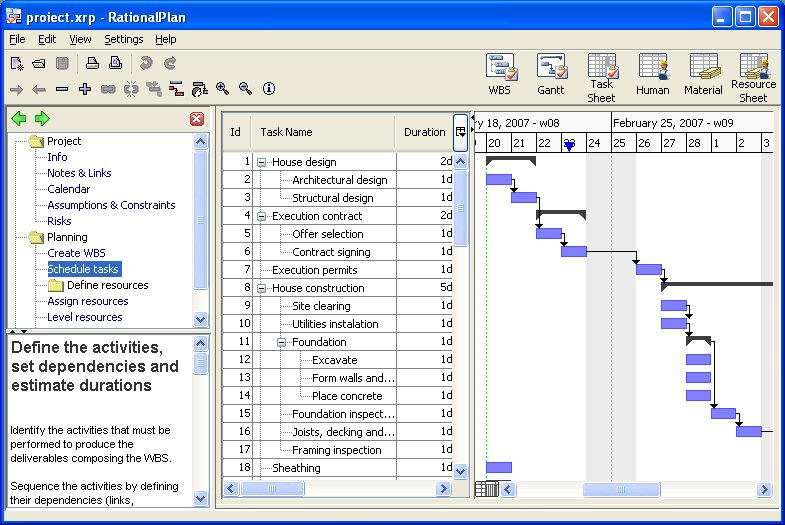 proiect.xrp - RationalPlan
File Edit View Settings Help
WBS
Gantt
Task
Sheet
Human
Material
Resource
Sheet
Project
Info
Notes & Links
Calendar
Assumptions & Constraints
Risks
Planning
Create WBS
Schedule tasks
Define resources
Assign resources
Level resources
Define the activities,
set dependencies and
estimate durations
Identify the activities that must be
performed to produce the
deliverables composing the WBS.
Sequence the activities by defining
their dependencies (links,
Id Task Name Duration
1 House design 2d
2 Architectural design 1d
3 Structural design 1d
4 Execution contract 2d
5 Offer selection 1d
6 Contract signing 1d
7 Execution permits 1d
8 House construction 5d
9 Site clearing 1d
10 Utilities instalation 1d
11 Foundation 1d
12 Excavate 1d
13 Form walls and... 1d
14 Place concrete 1d
15 Foundation inspect... 1d
16 Joists, decking and... 1d
17 Framing inspection 1d
18 Sheathing 1d
ry 18, 2007 - w08 February 25, 2007 - w09
20 21 22 23 24 25 26 27 28 1 2 3